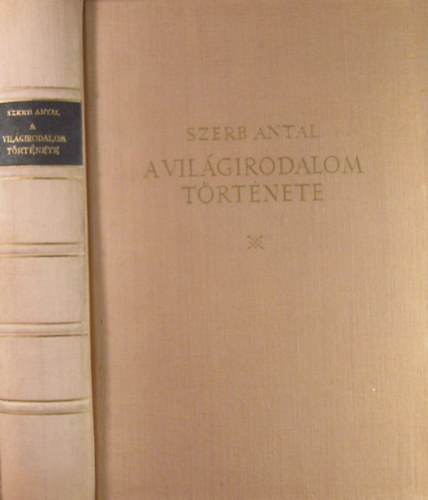 SZERB ANTAL
A
VILÁGIRODALOM
TÖRTÉNETE
SZERB ANTAL
A VILÁGIRODALOM
TÖRTÉNETE